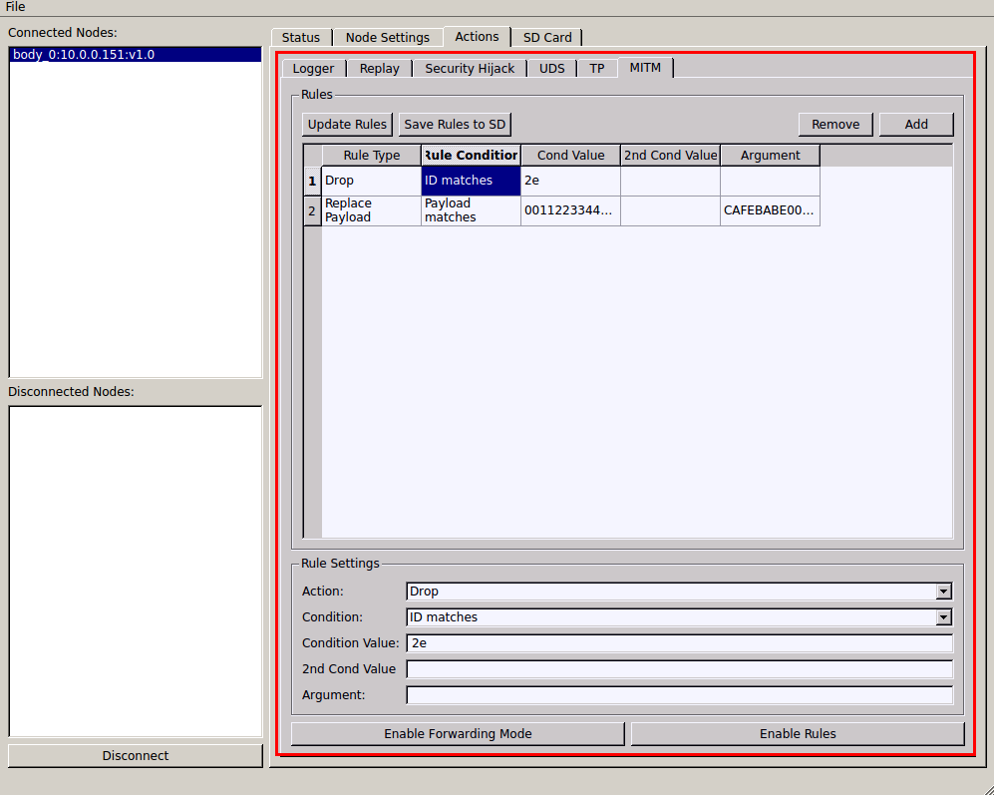 File
Connected Nodes:
body_0:10.0.0.151:v1.0
Disconnected Nodes:
Disconnect
Status Node Settings Actions SD Card
Logger Replay Security Hijack UDS TP MITM
Rules
Update Rules Save Rules to SD Remove Add
Rule Type Rule Condition Cond Value 2nd Cond Value Argument
1 Drop ID matches 2e
2 Replace Payload Payload matches 0011223344... CAFEBABE00...
Rule Settings
Action: Drop
Condition: ID matches
Condition Value: 2e
2nd Cond Value
Argument:
Enable Forwarding Mode Enable Rules